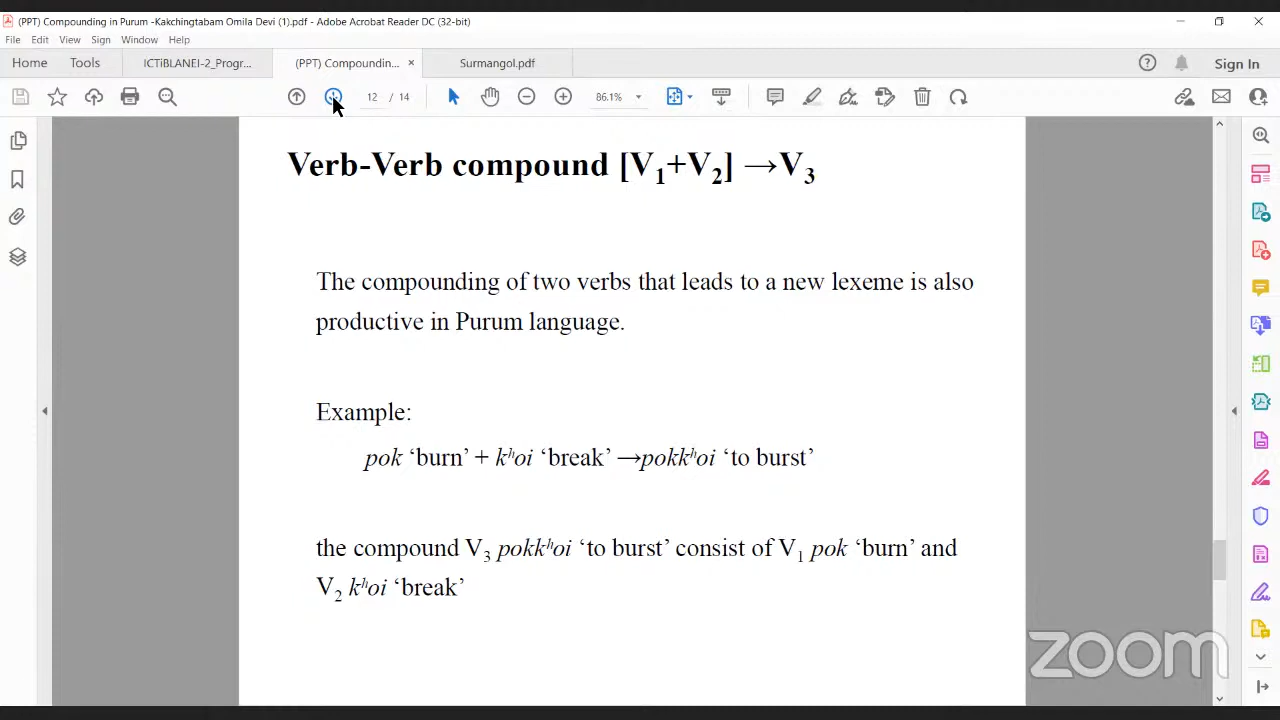 (PPT) Compounding in Purum -Kakchingtabam Omila Devi (1).pdf - Adobe Acrobat Reader DC (32-bit)
File Edit View Sign Window Help
Home Tools ICTiBLANEI-2_Progr... (PPT) Compoundin... × Surmangol.pdf Sign In
12 / 14 86.1%
Verb-Verb compound [V₁+V₂] →V₃
The compounding of two verbs that leads to a new lexeme is also
productive in Purum language.
Example:
pok ‘burn’ + kʰoi ‘break’ →pokkʰoi ‘to burst’
the compound V₃ pokkʰoi ‘to burst’ consist of V₁ pok ‘burn’ and
V₂ kʰoi ‘break’
zoom